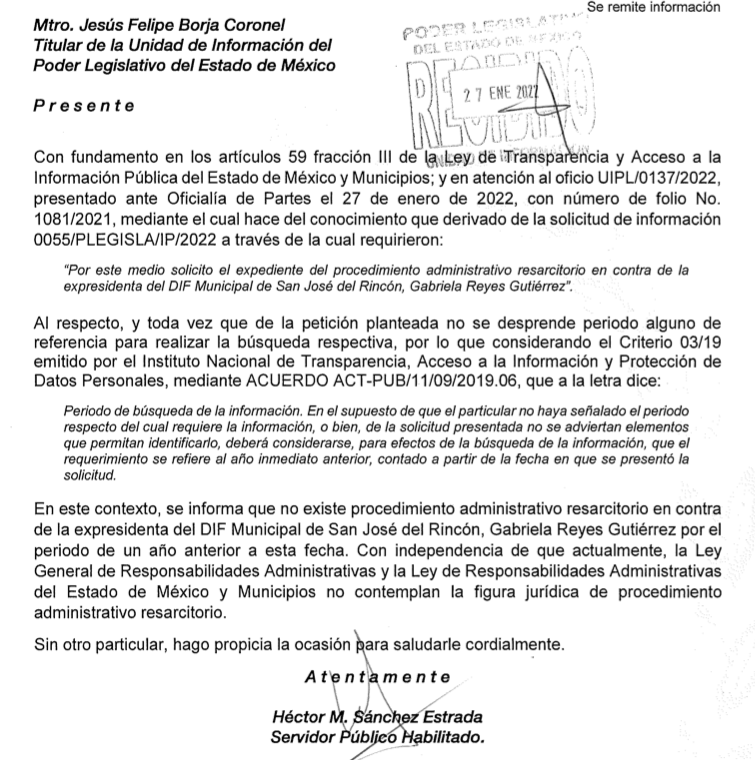 Se remite información
Mtro. Jesús Felipe Borja Coronel
Titular de la Unidad de Información del
Poder Legislativo del Estado de México
PODER LEGISLATIVO
DEL ESTADO DE MÉXICO
RECIBIDO
27 ENE 2022
UNIDAD DE INFORMACIÓN
Presente
Con fundamento en los artículos 59 fracción III de la Ley de Transparencia y Acceso a la
Información Pública del Estado de México y Municipios; y en atención al oficio UIPL/0137/2022,
presentado ante Oficialía de Partes el 27 de enero de 2022, con número de folio No.
1081/2021, mediante el cual hace del conocimiento que derivado de la solicitud de información
0055/PLEGISLA/IP/2022 a través de la cual requirieron:
"Por este medio solicito el expediente del procedimiento administrativo resarcitorio en contra de la
expresidenta del DIF Municipal de San José del Rincón, Gabriela Reyes Gutiérrez".
Al respecto, y toda vez que de la petición planteada no se desprende periodo alguno de
referencia para realizar la búsqueda respectiva, por lo que considerando el Criterio 03/19
emitido por el Instituto Nacional de Transparencia, Acceso a la Información y Protección de
Datos Personales, mediante ACUERDO ACT-PUB/11/09/2019.06, que a la letra dice:
Periodo de búsqueda de la información. En el supuesto de que el particular no haya señalado el periodo
respecto del cual requiere la información, o bien, de la solicitud presentada no se adviertan elementos
que permitan identificarlo, deberá considerarse, para efectos de la búsqueda de la información, que el
requerimiento se refiere al año inmediato anterior, contado a partir de la fecha en que se presentó la
solicitud.
En este contexto, se informa que no existe procedimiento administrativo resarcitorio en contra
de la expresidenta del DIF Municipal de San José del Rincón, Gabriela Reyes Gutiérrez por el
periodo de un año anterior a esta fecha. Con independencia de que actualmente, la Ley
General de Responsabilidades Administrativas y la Ley de Responsabilidades Administrativas
del Estado de México y Municipios no contemplan la figura jurídica de procedimiento
administrativo resarcitorio.
Sin otro particular, hago propicia la ocasión para saludarle cordialmente.
Atentamente
Héctor M. Sánchez Estrada
Servidor Público Habilitado.